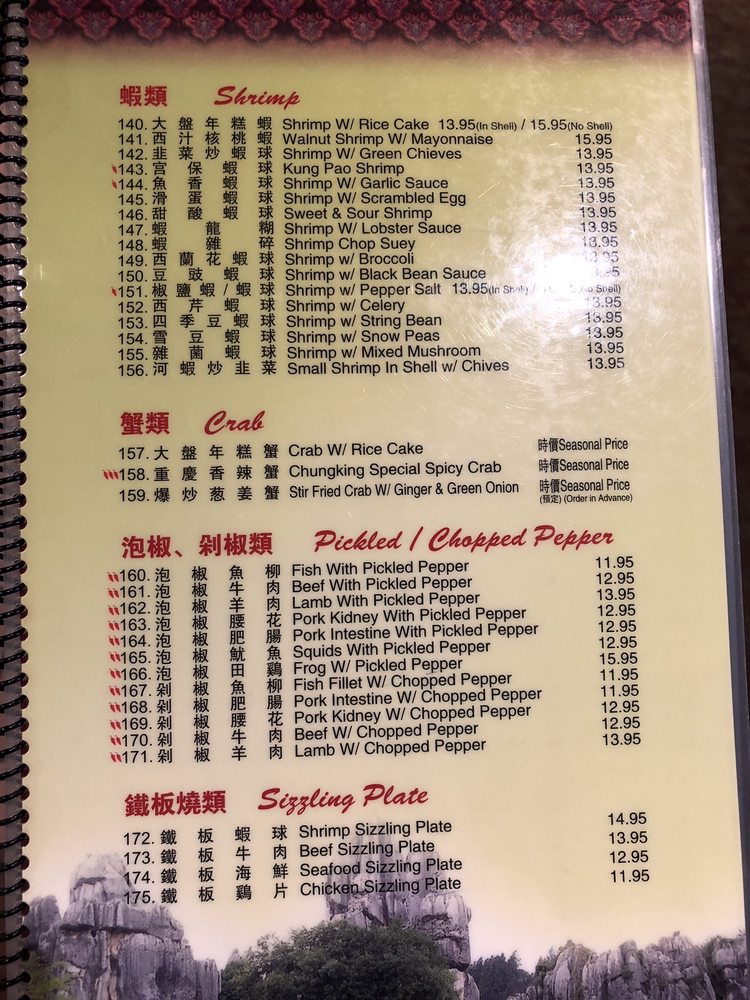 蝦類 Shrimp
140. 大盤年糕蝦 Shrimp W/ Rice Cake 13.95(In Shell) / 15.95(No Shell)
141. 西汁核桃蝦 Walnut Shrimp W/ Mayonnaise 15.95
142. 韭菜炒蝦球 Shrimp W/ Green Chieves 13.95
143. 宮保蝦球 Kung Pao Shrimp 13.95
144. 魚香蝦球 Shrimp W/ Garlic Sauce 13.95
145. 滑蛋蝦球 Shrimp W/ Scrambled Egg 13.95
146. 甜酸蝦球 Sweet & Sour Shrimp 13.95
147. 蝦龍糊 Shrimp W/ Lobster Sauce 13.95
148. 蝦雜碎 Shrimp Chop Suey 13.95
149. 西蘭花蝦球 Shrimp w/ Broccoli 13.95
150. 豆豉蝦球 Shrimp w/ Black Bean Sauce
151. 椒鹽蝦/蝦球 Shrimp w/ Pepper Salt 13.95(In Shell) / (No Shell)
152. 西芹蝦球 Shrimp w/ Celery 13.95
153. 四季豆蝦球 Shrimp w/ String Bean 13.95
154. 雪豆蝦球 Shrimp w/ Snow Peas 13.95
155. 雜菌蝦球 Shrimp w/ Mixed Mushroom 13.95
156. 河蝦炒韭菜 Small Shrimp In Shell w/ Chives 13.95
蟹類 Crab
157. 大盤年糕蟹 Crab W/ Rice Cake 時價Seasonal Price
158. 重慶香辣蟹 Chungking Special Spicy Crab 時價Seasonal Price
159. 爆炒葱姜蟹 Stir Fried Crab W/ Ginger & Green Onion 時價Seasonal Price
(預定) (Order in Advance)
泡椒、剁椒類 Pickled / Chopped Pepper
160. 泡椒魚柳 Fish With Pickled Pepper 11.95
161. 泡椒牛肉 Beef With Pickled Pepper 12.95
162. 泡椒羊肉 Lamb With Pickled Pepper 13.95
163. 泡椒腰花 Pork Kidney With Pickled Pepper 12.95
164. 泡椒肥腸 Pork Intestine With Pickled Pepper 12.95
165. 泡椒魷魚 Squids With Pickled Pepper 12.95
166. 泡椒田鷄 Frog W/ Pickled Pepper 15.95
167. 剁椒魚柳 Fish Fillet W/ Chopped Pepper 11.95
168. 剁椒肥腸 Pork Intestine W/ Chopped Pepper 11.95
169. 剁椒腰花 Pork Kidney W/ Chopped Pepper 12.95
170. 剁椒牛肉 Beef W/ Chopped Pepper 12.95
171. 剁椒羊肉 Lamb W/ Chopped Pepper 13.95
鐵板燒類 Sizzling Plate
172. 鐵板蝦球 Shrimp Sizzling Plate 14.95
173. 鐵板牛肉 Beef Sizzling Plate 13.95
174. 鐵板海鮮 Seafood Sizzling Plate 12.95
175. 鐵板鷄片 Chicken Sizzling Plate 11.95